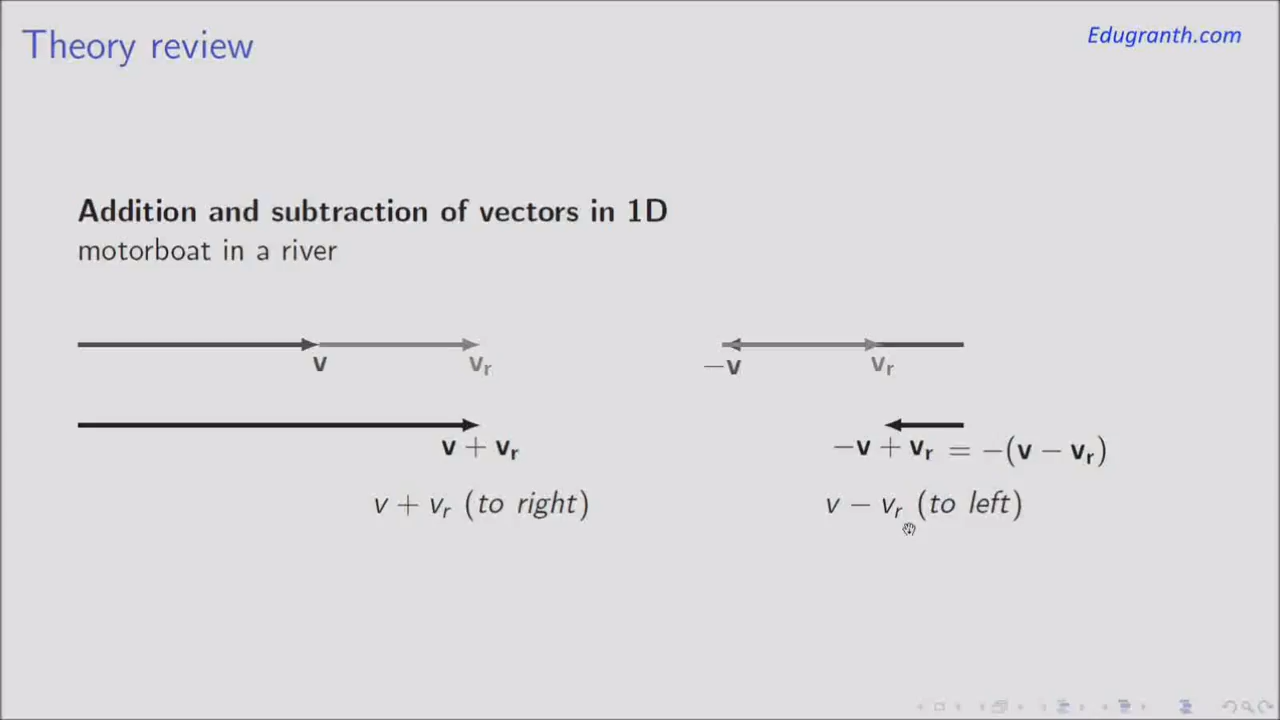 Theory review
Edugranth.com
Addition and subtraction of vectors in 1D
motorboat in a river
v
vr
−v
vr
v + vr
−v + vr = −(v − vr)
v + vr (to right)
v − vr (to left)